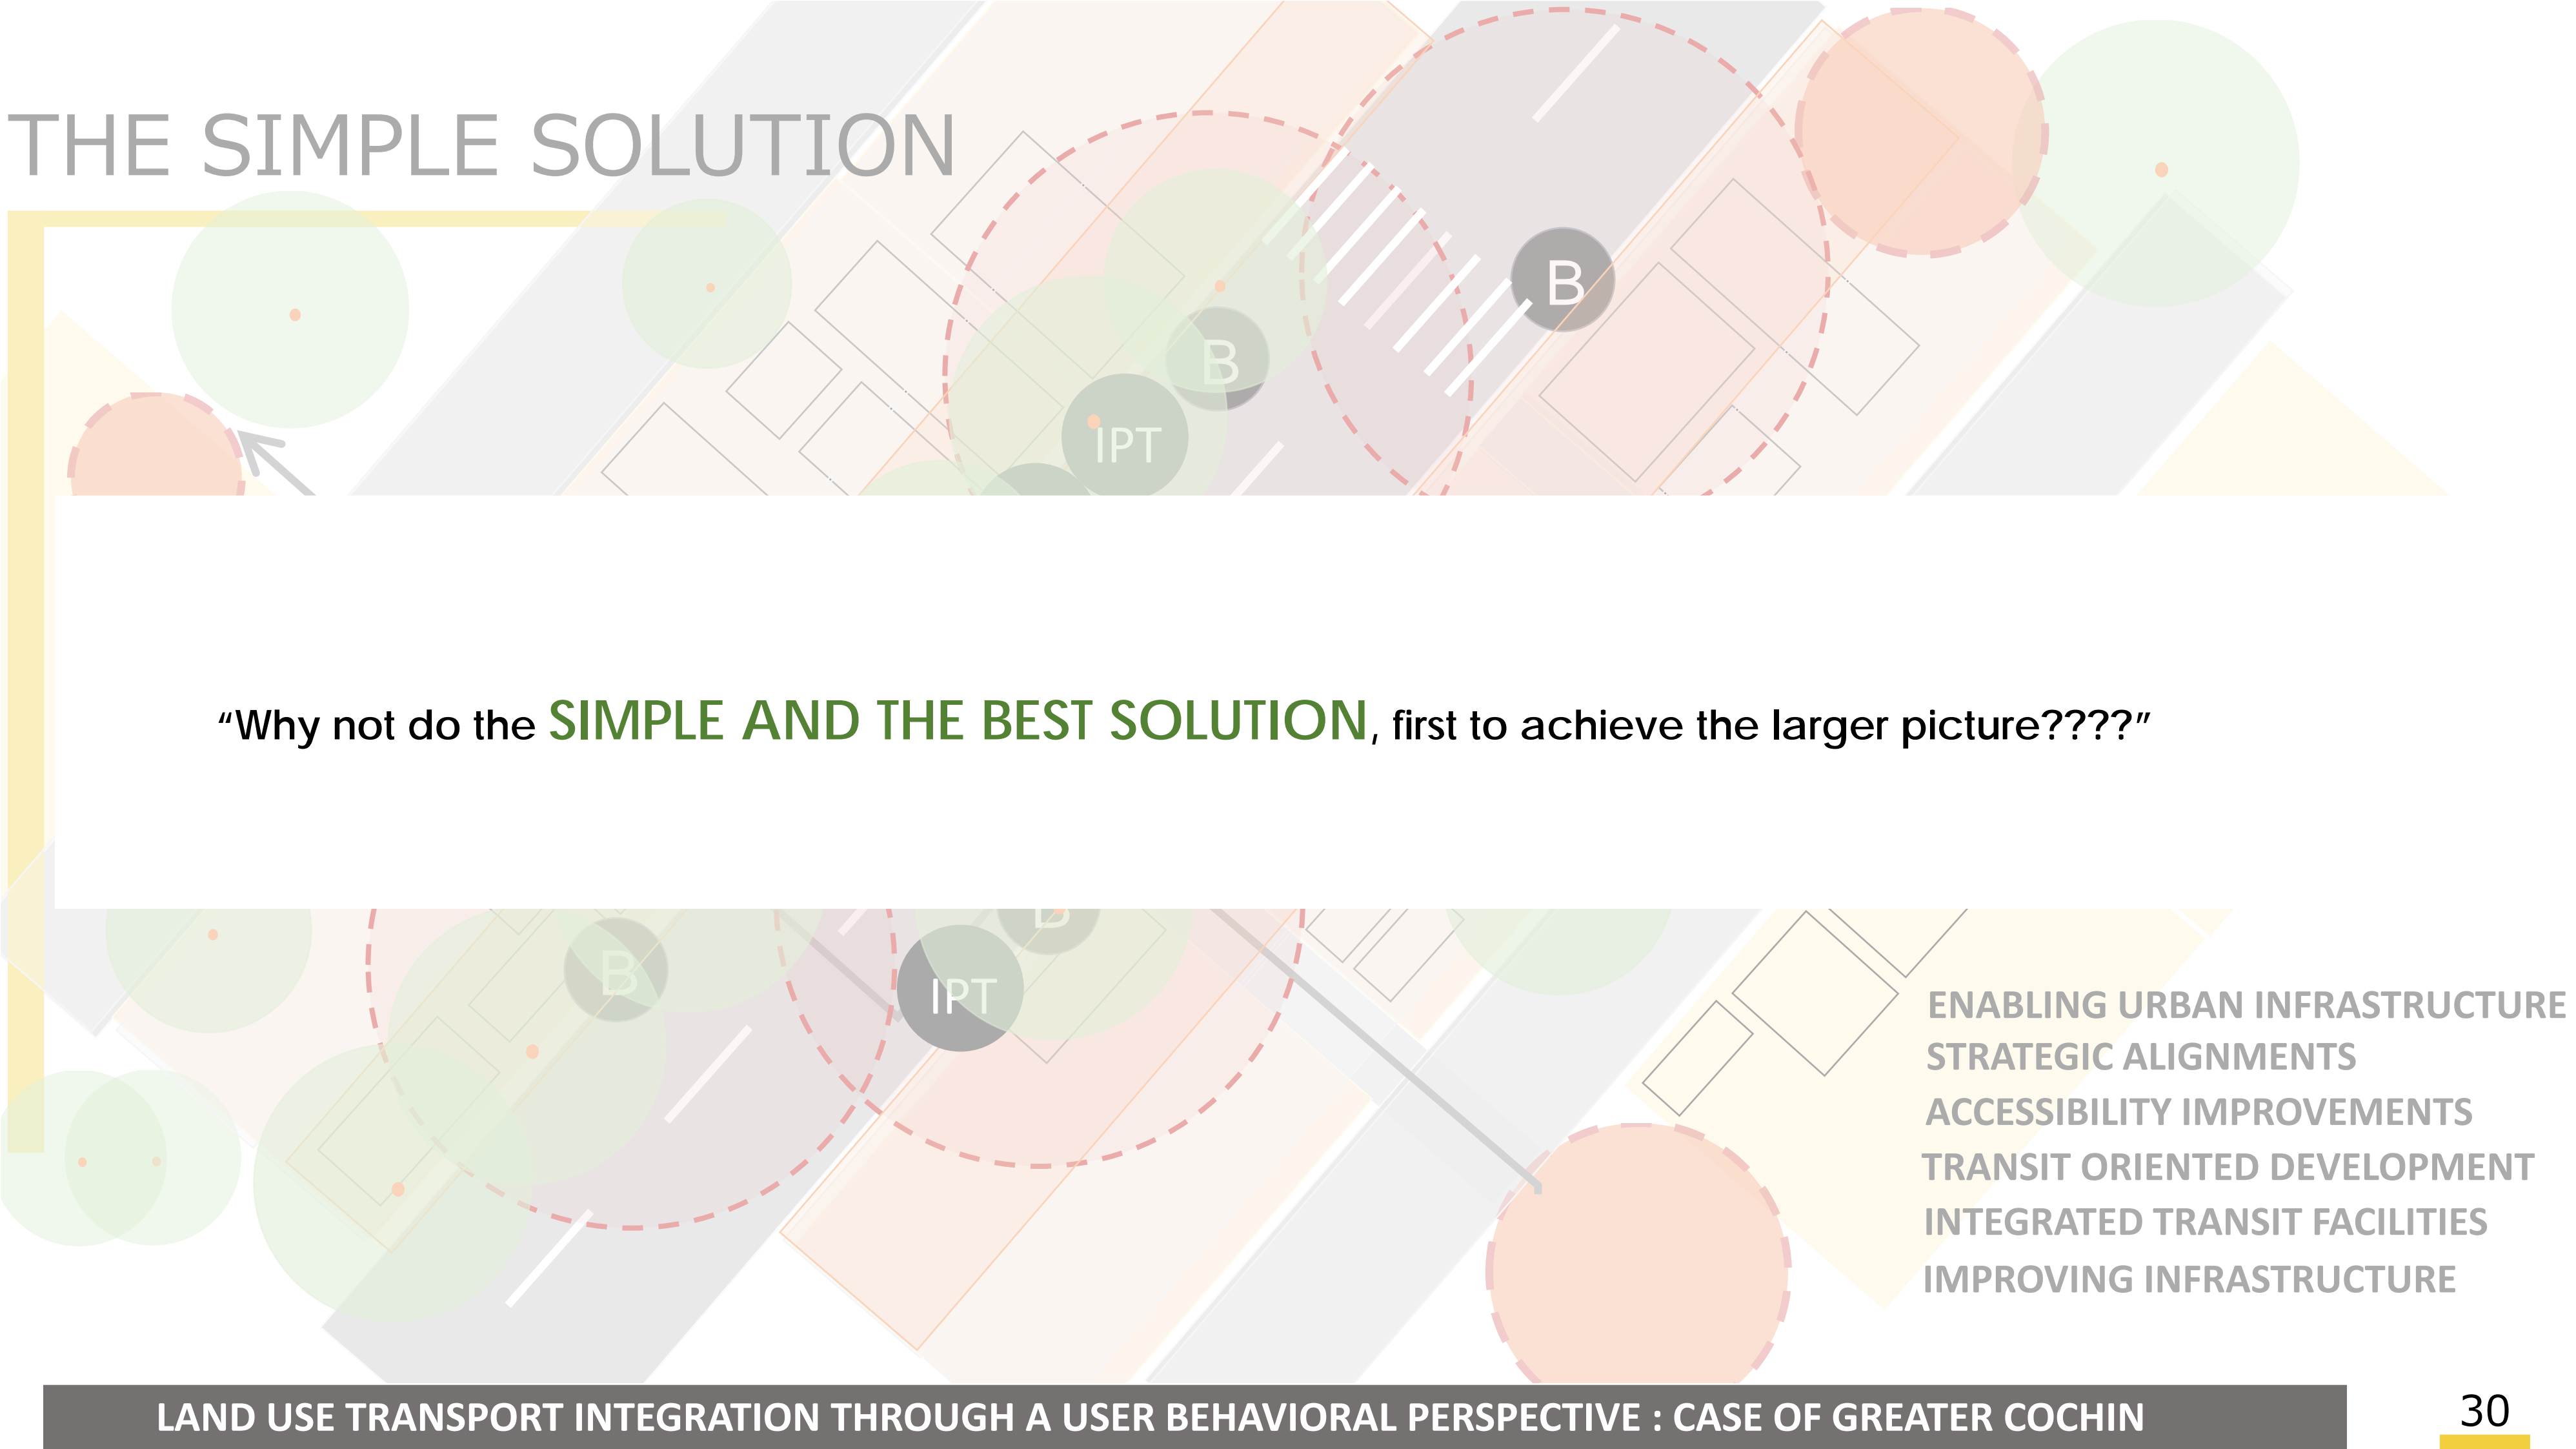 THE SIMPLE SOLUTION
B
B
IPT
“Why not do the SIMPLE AND THE BEST SOLUTION, first to achieve the larger picture????”
B
B
IPT
ENABLING URBAN INFRASTRUCTURE
STRATEGIC ALIGNMENTS
ACCESSIBILITY IMPROVEMENTS
TRANSIT ORIENTED DEVELOPMENT
INTEGRATED TRANSIT FACILITIES
IMPROVING INFRASTRUCTURE
LAND USE TRANSPORT INTEGRATION THROUGH A USER BEHAVIORAL PERSPECTIVE : CASE OF GREATER COCHIN
30